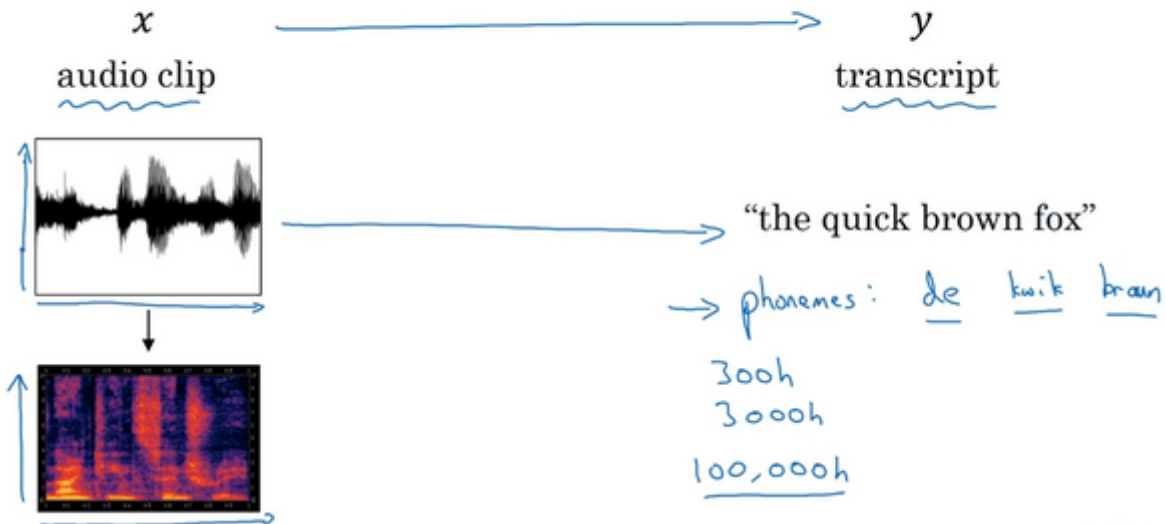 x y
audio clip transcript
“the quick brown fox”
phonemes: de kwik braun
300h
3000h
100,000h